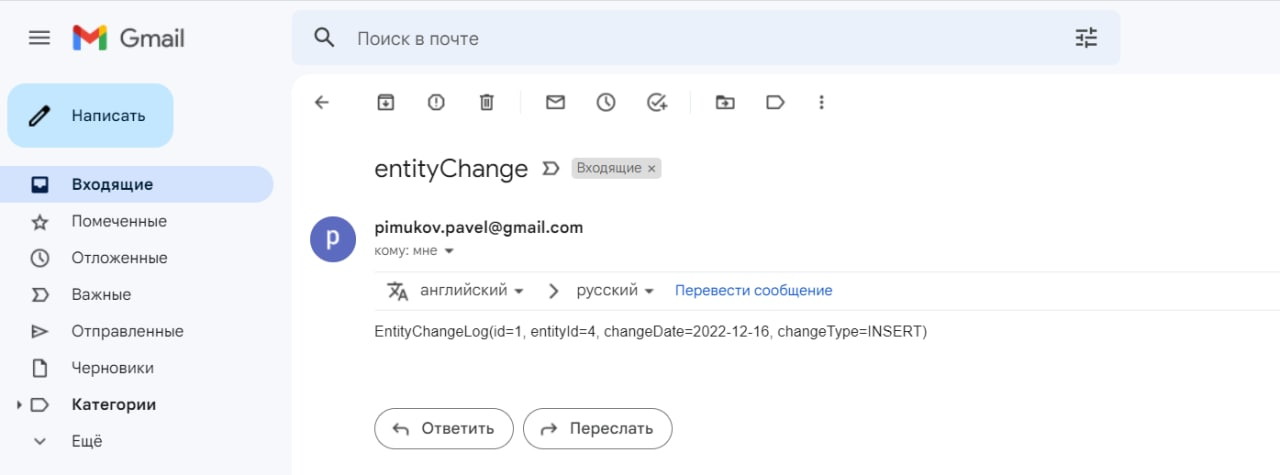 Gmail
Поиск в почте
Написать
Входящие
Помеченные
Отложенные
Важные
Отправленные
Черновики
Категории
Ещё
entityChange
Входящие ×
p
pimukov.pavel@gmail.com
кому: мне
английский
русский
Перевести сообщение
EntityChangeLog(id=1, entityId=4, changeDate=2022-12-16, changeType=INSERT)
Ответить
Переслать